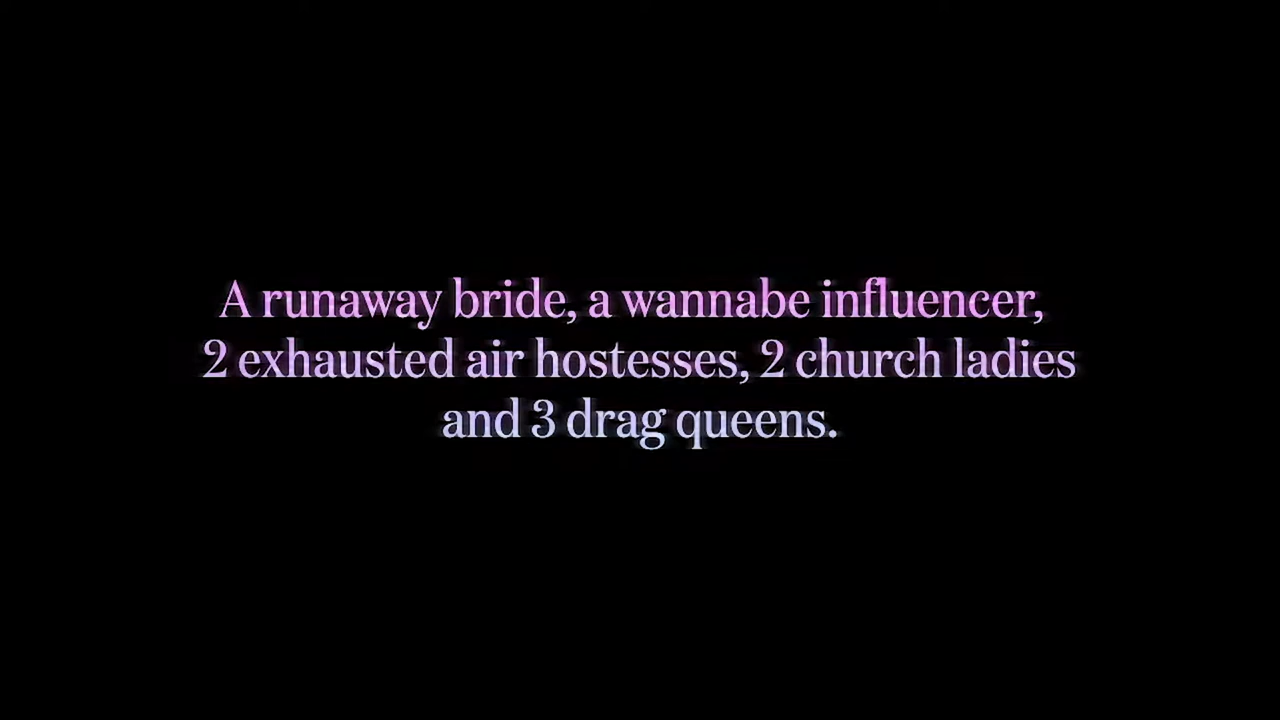 A runaway bride, a wannabe influencer,
2 exhausted air hostesses, 2 church ladies
and 3 drag queens.